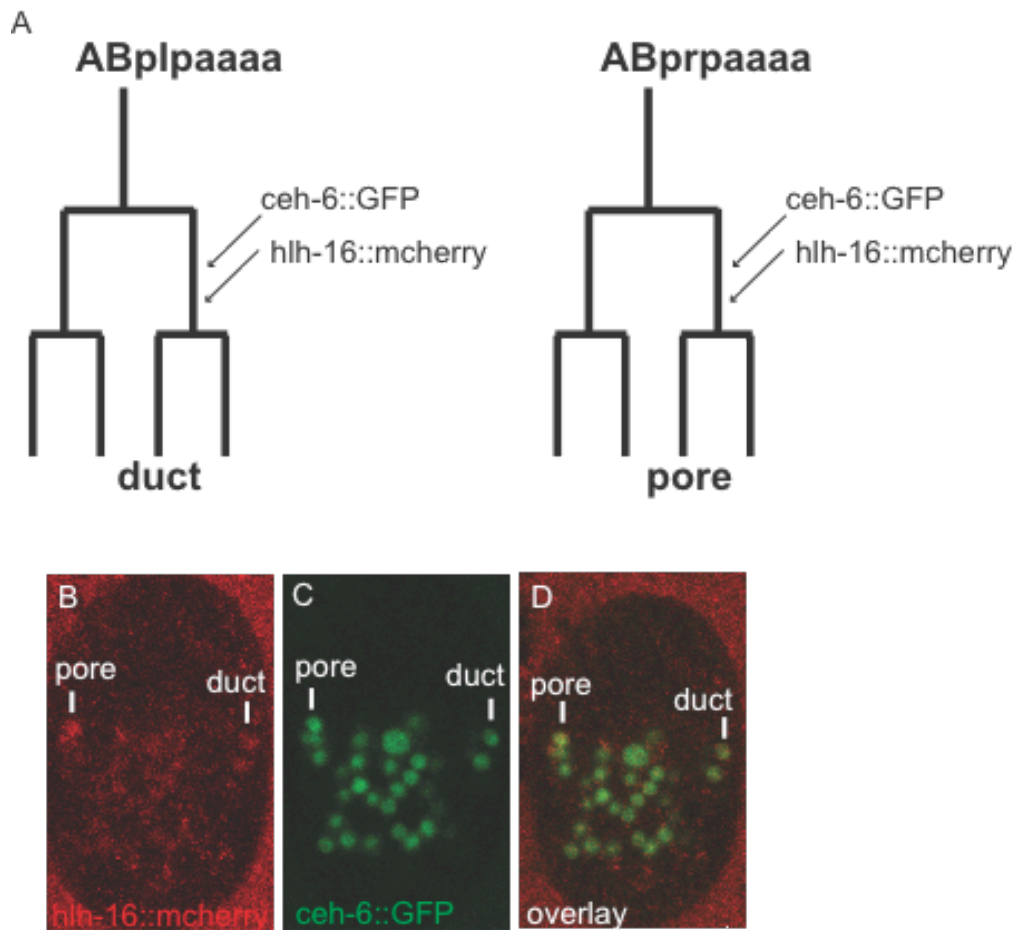 A
ABplpaaaa
ABprpaaaa
ceh-6::GFP
hlh-16::mcherry
ceh-6::GFP
hlh-16::mcherry
duct
pore
B
pore
duct
hlh-16::mcherry
C
pore
duct
ceh-6::GFP
D
pore
duct
overlay